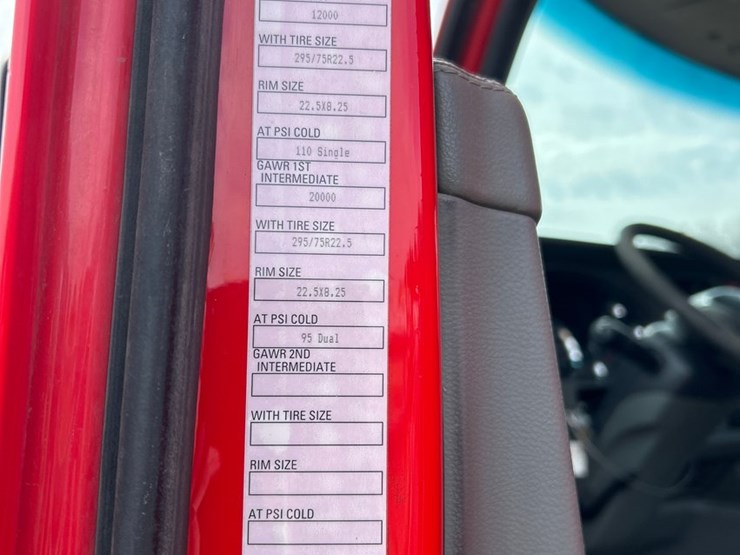 12000
WITH TIRE SIZE
295/75R22.5
RIM SIZE
22.5X8.25
AT PSI COLD
110 Single
GAWR 1ST
INTERMEDIATE
20000
WITH TIRE SIZE
295/75R22.5
RIM SIZE
22.5X8.25
AT PSI COLD
95 Dual
GAWR 2ND
INTERMEDIATE
WITH TIRE SIZE
RIM SIZE
AT PSI COLD